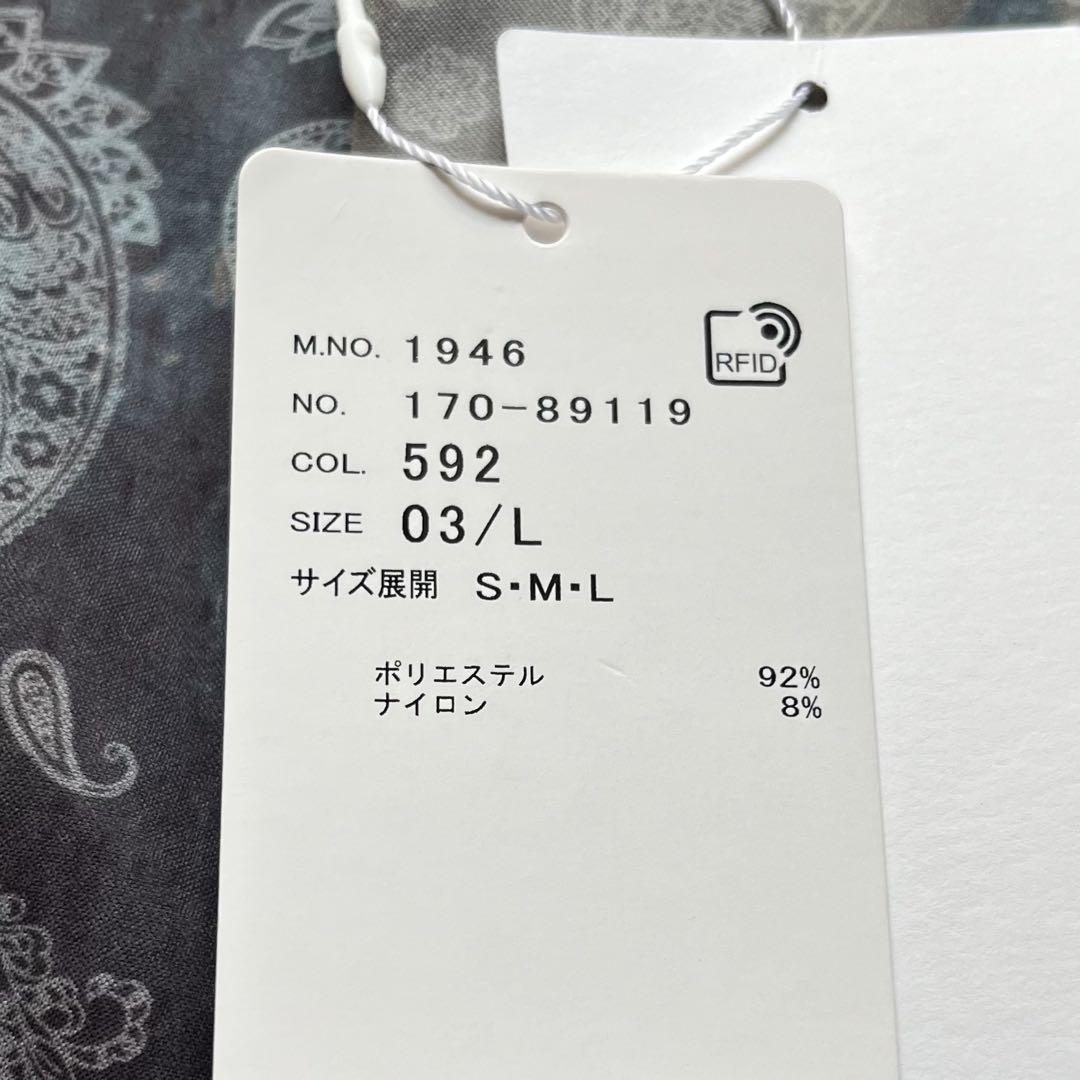 RFID
M.NO. 1946
NO. 170-89119
COL. 592
SIZE 03/L
サイズ展開 S・M・L
ポリエステル 92%
ナイロン 8%